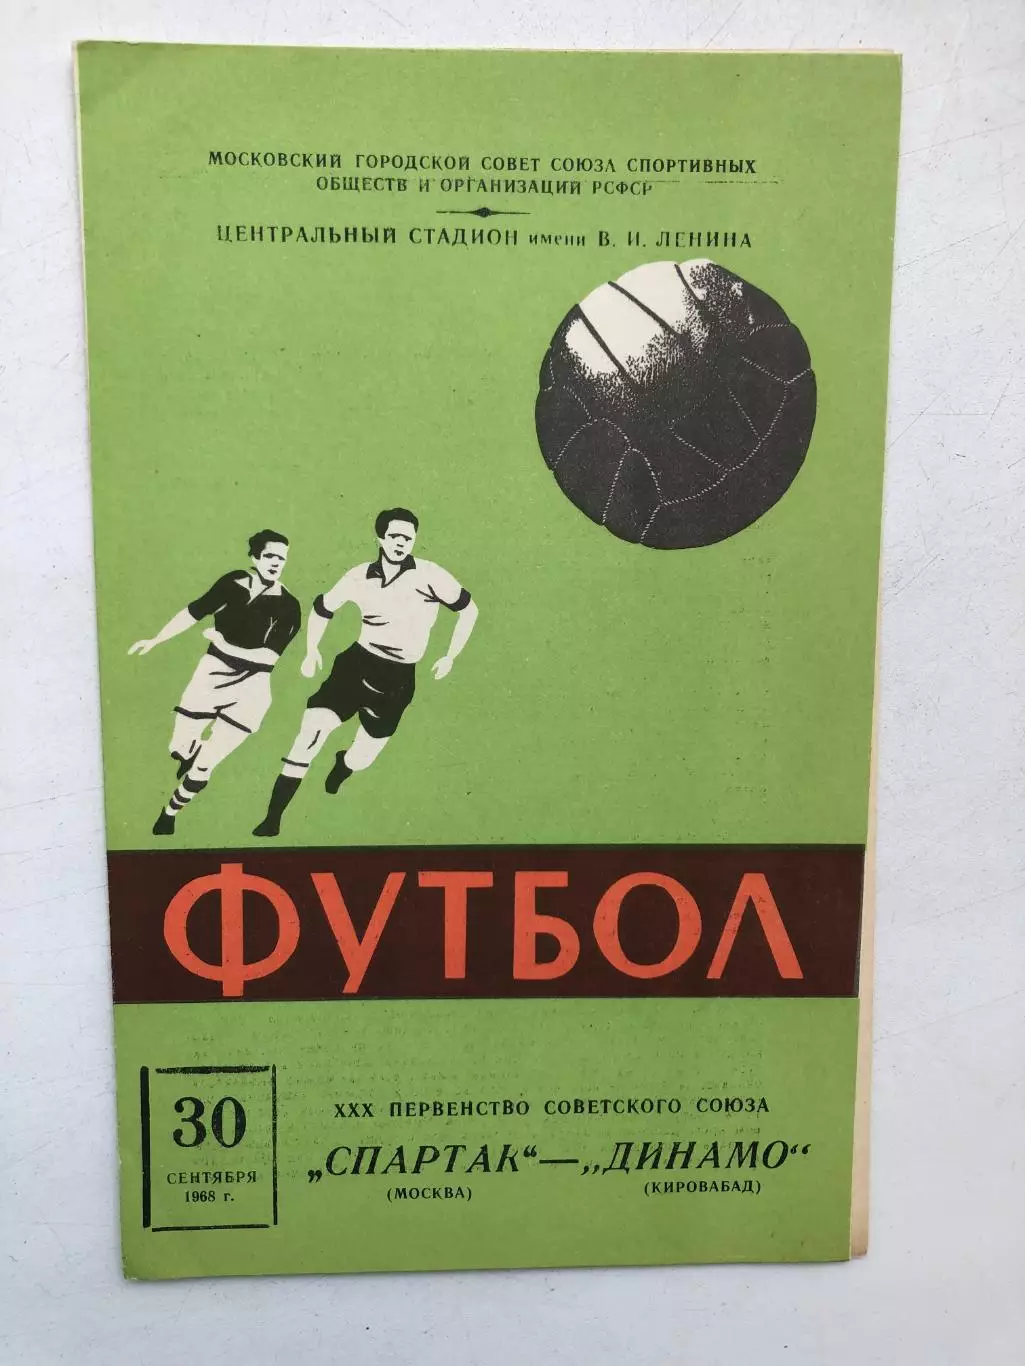 МОСКОВСКИЙ ГОРОДСКОЙ СОВЕТ СОЮЗА СПОРТИВНЫХ
ОБЩЕСТВ И ОРГАНИЗАЦИЙ РСФСР
ЦЕНТРАЛЬНЫЙ СТАДИОН имени В. И. ЛЕНИНА
ФУТБОЛ
30
СЕНТЯБРЯ
1968 г.
XXX ПЕРВЕНСТВО СОВЕТСКОГО СОЮЗА
„СПАРТАК“—„ДИНАМО“
(МОСКВА) (КИРОВАБАД)